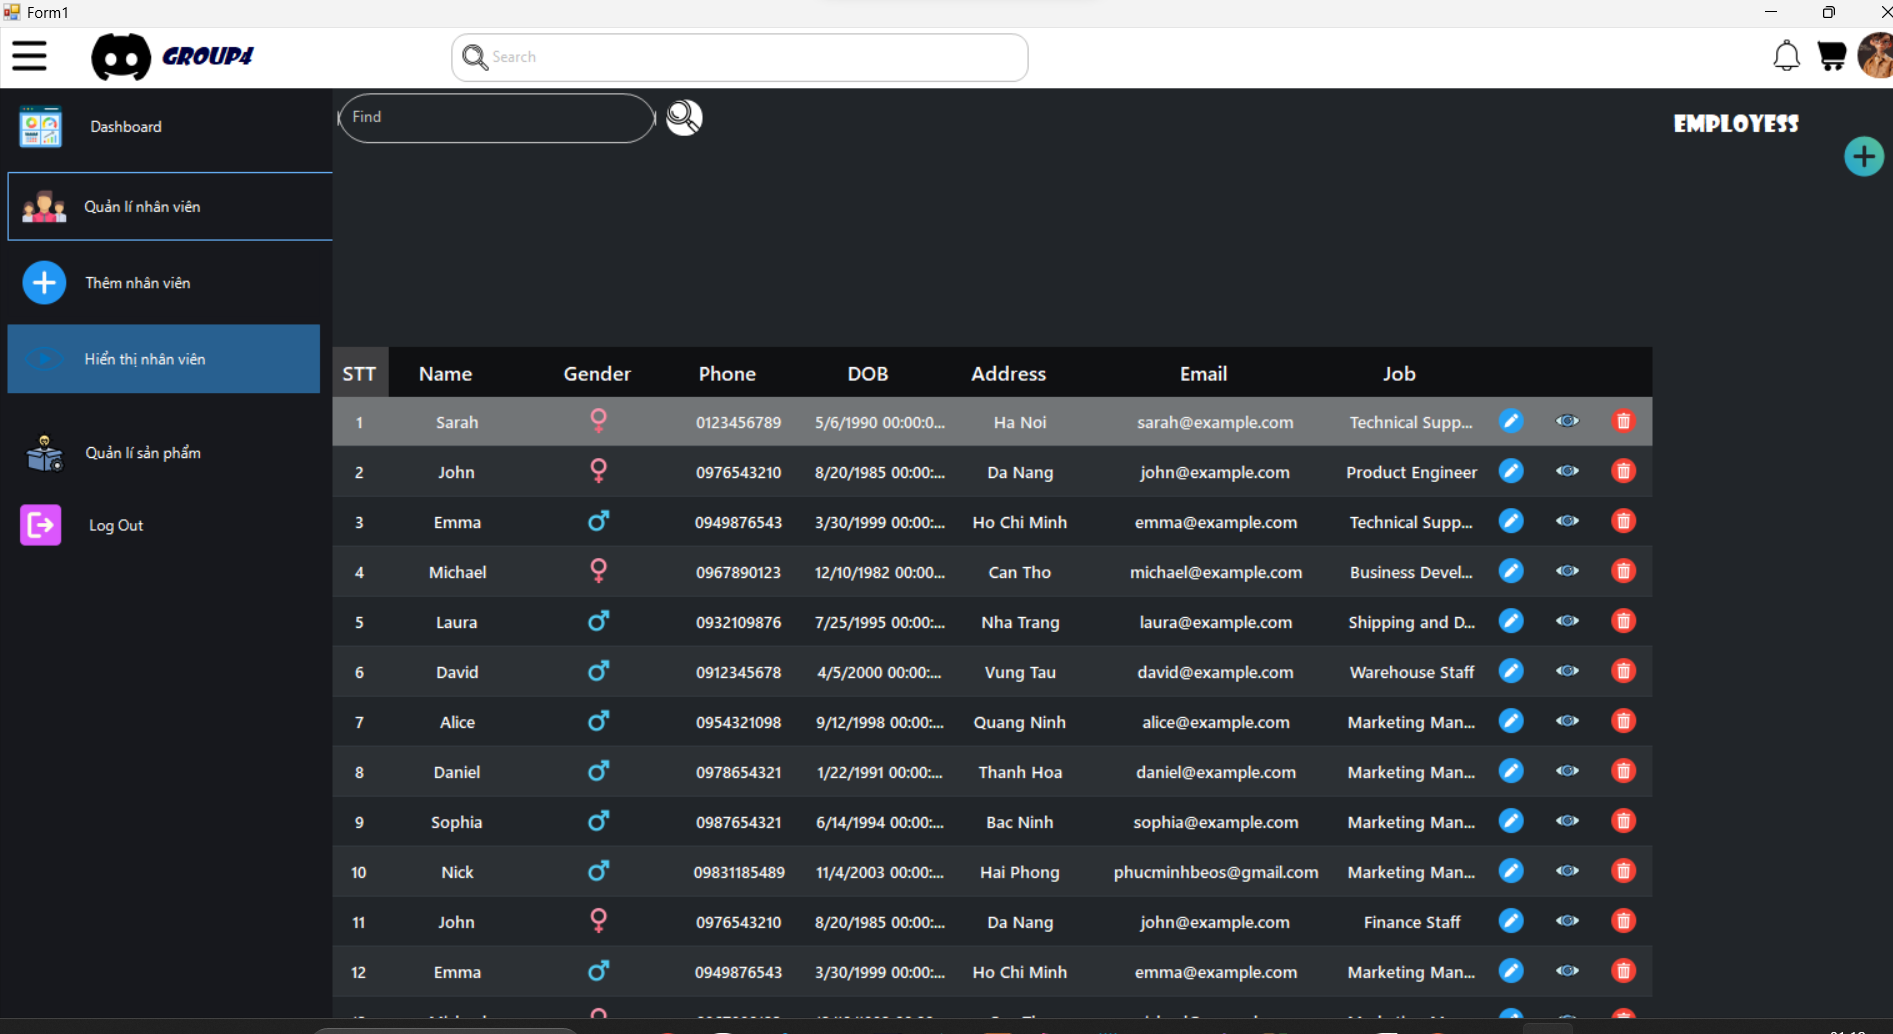 Form1
GROUP4
Search
Dashboard
Quản lí nhân viên
Thêm nhân viên
Hiển thị nhân viên
Quản lí sản phẩm
Log Out
Find
EMPLOYESS
STT Name Gender Phone DOB Address Email Job
1 Sarah 0123456789 5/6/1990 00:00:0... Ha Noi sarah@example.com Technical Supp...
2 John 0976543210 8/20/1985 00:00:... Da Nang john@example.com Product Engineer
3 Emma 0949876543 3/30/1999 00:00:... Ho Chi Minh emma@example.com Technical Supp...
4 Michael 0967890123 12/10/1982 00:00... Can Tho michael@example.com Business Devel...
5 Laura 0932109876 7/25/1995 00:00:... Nha Trang laura@example.com Shipping and D...
6 David 0912345678 4/5/2000 00:00:... Vung Tau david@example.com Warehouse Staff
7 Alice 0954321098 9/12/1998 00:00:... Quang Ninh alice@example.com Marketing Man...
8 Daniel 0978654321 1/22/1991 00:00:... Thanh Hoa daniel@example.com Marketing Man...
9 Sophia 0987654321 6/14/1994 00:00:... Bac Ninh sophia@example.com Marketing Man...
10 Nick 09831185489 11/4/2003 00:00:... Hai Phong phucminhbeos@gmail.com Marketing Man...
11 John 0976543210 8/20/1985 00:00:... Da Nang john@example.com Finance Staff
12 Emma 0949876543 3/30/1999 00:00:... Ho Chi Minh emma@example.com Marketing Man...